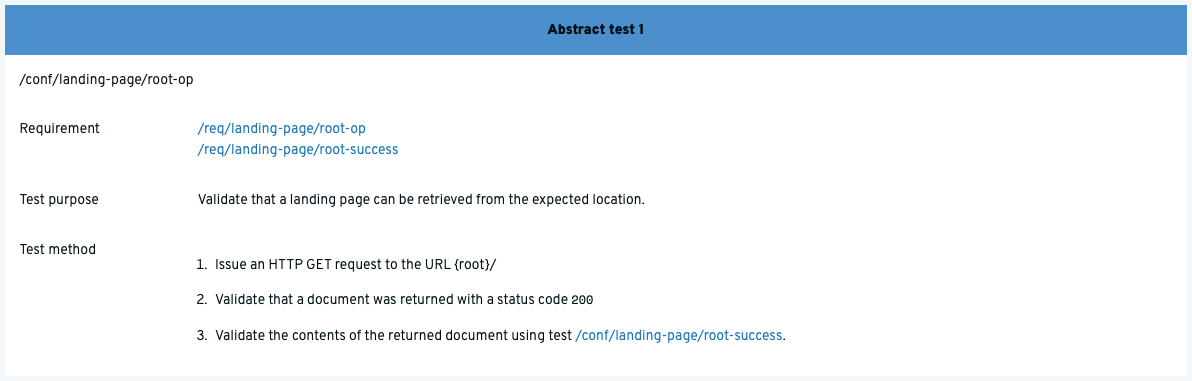 Abstract test 1
/conf/landing-page/root-op
Requirement /req/landing-page/root-op
/req/landing-page/root-success
Test purpose Validate that a landing page can be retrieved from the expected location.
Test method
1. Issue an HTTP GET request to the URL {root}/
2. Validate that a document was returned with a status code 200
3. Validate the contents of the returned document using test /conf/landing-page/root-success.